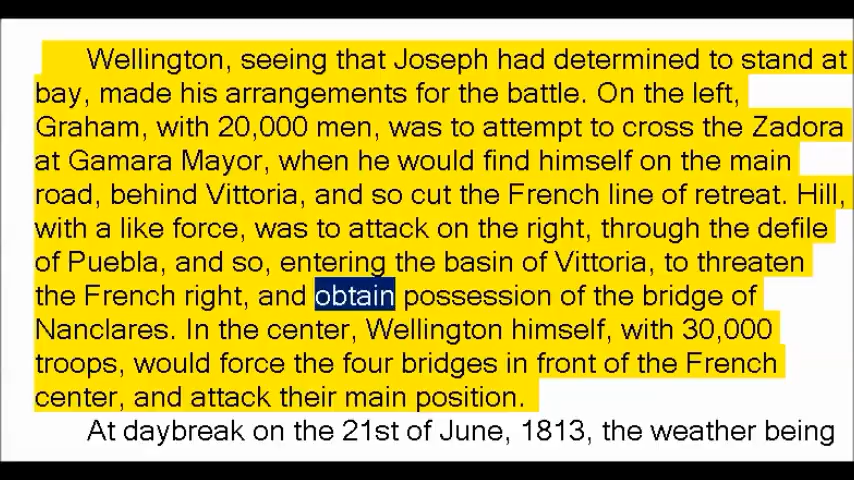 Wellington, seeing that Joseph had determined to stand at
bay, made his arrangements for the battle. On the left,
Graham, with 20,000 men, was to attempt to cross the Zadora
at Gamara Mayor, when he would find himself on the main
road, behind Vittoria, and so cut the French line of retreat. Hill,
with a like force, was to attack on the right, through the defile
of Puebla, and so, entering the basin of Vittoria, to threaten
the French right, and obtain possession of the bridge of
Nanclares. In the center, Wellington himself, with 30,000
troops, would force the four bridges in front of the French
center, and attack their main position.
At daybreak on the 21st of June, 1813, the weather being